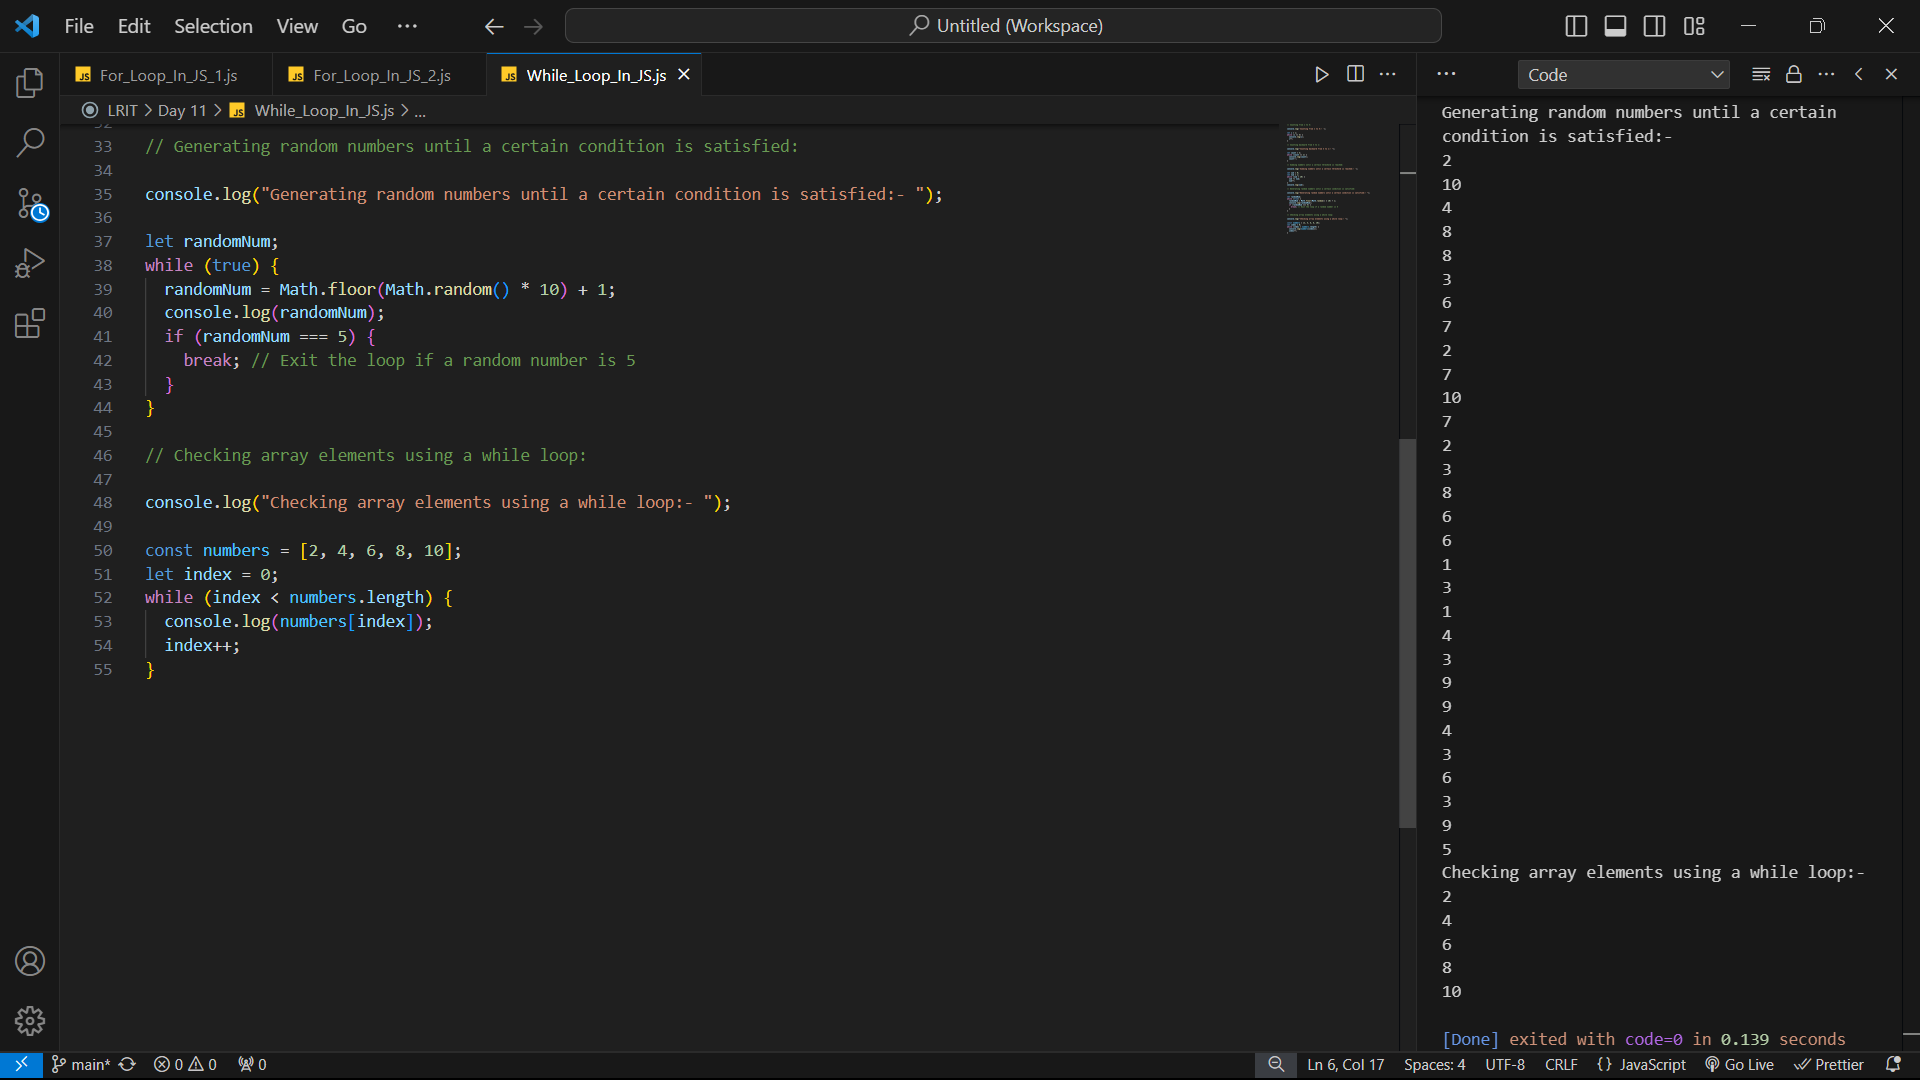 File Edit Selection View Go ··· Untitled (Workspace)
For_Loop_In_JS_1.js For_Loop_In_JS_2.js While_Loop_In_JS.js Code
LRIT > Day 11 > While_Loop_In_JS.js > ...
33 // Generating random numbers until a certain condition is satisfied:
34
35 console.log("Generating random numbers until a certain condition is satisfied:- ");
36
37 let randomNum;
38 while (true) {
39 randomNum = Math.floor(Math.random() * 10) + 1;
40 console.log(randomNum);
41 if (randomNum === 5) {
42 break; // Exit the loop if a random number is 5
43 }
44 }
45
46 // Checking array elements using a while loop:
47
48 console.log("Checking array elements using a while loop:- ");
49
50 const numbers = [2, 4, 6, 8, 10];
51 let index = 0;
52 while (index < numbers.length) {
53 console.log(numbers[index]);
54 index++;
55 }
Generating random numbers until a certain
condition is satisfied:-
2
10
4
8
8
3
6
7
2
7
10
7
2
3
8
6
6
1
3
1
4
3
9
9
4
3
6
3
9
5
Checking array elements using a while loop:-
2
4
6
8
10
[Done] exited with code=0 in 0.139 seconds
main* 0 0 0 Ln 6, Col 17 Spaces: 4 UTF-8 CRLF {} JavaScript Go Live Prettier